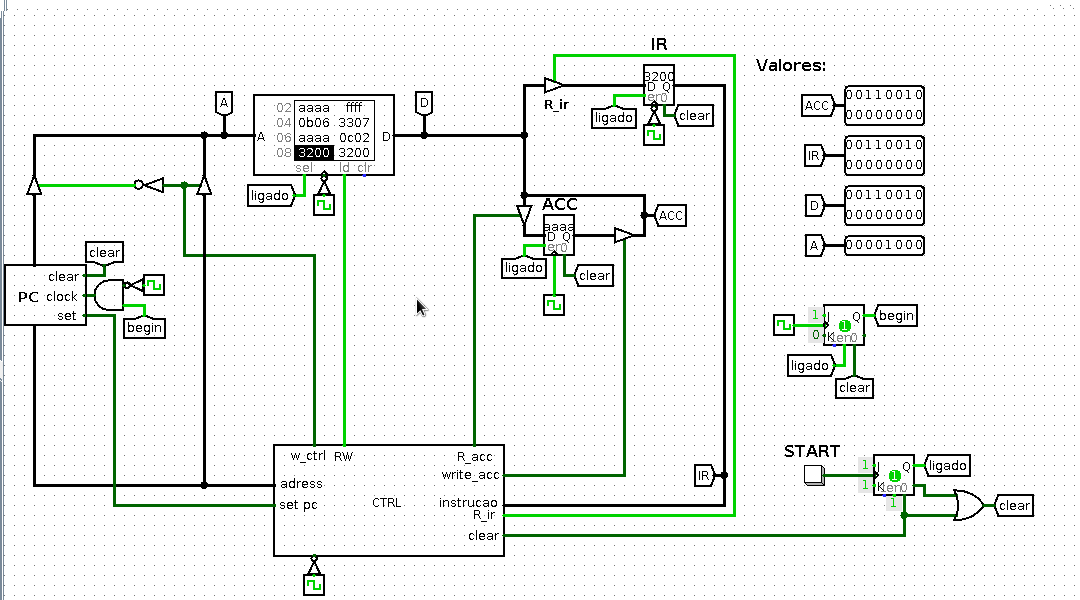 IR
Valores:
A
D
3200
D Q
en0
R_ir
ligado
clear
ACC
00110010
00000000
02 aaaa ffff
04 0b06 3307
06 aaaa 0c02
08 3200 3200
A
D
sel ld clr
ligado
IR
00110010
00000000
D
00110010
00000000
A
00001000
ACC
ACC
aaaa
D Q
en0
ligado
clear
clear
PC
clear
clock
set
begin
1
J Q
1
0
K en0
begin
ligado
clear
START
w_ctrl RW
R_acc
write_acc
adress
set pc
CTRL
instrucao
R_ir
clear
IR
1
J Q
1
1
K en0
1
ligado
clear